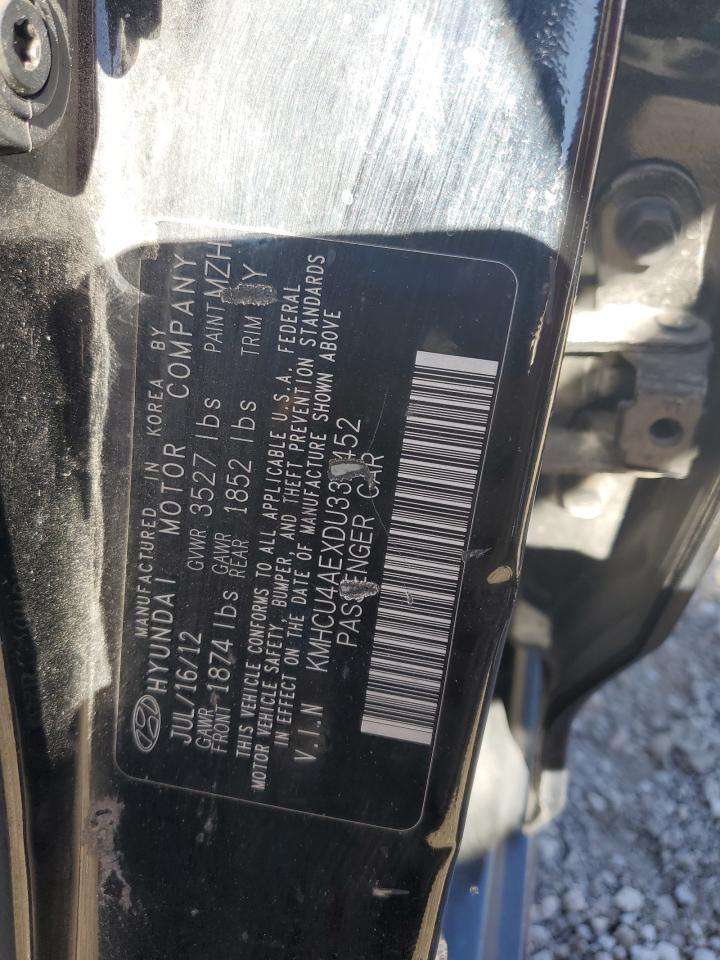 MANUFACTURED IN KOREA BY
HYUNDAI MOTOR COMPANY
JUL/16/12 GVWR 3527 lbs PAINT MZH
GAWR FRONT 1874 lbs GAWR REAR 1852 lbs TRIM Y
THIS VEHICLE CONFORMS TO ALL APPLICABLE U.S.A. FEDERAL
MOTOR VEHICLE SAFETY, BUMPER, AND THEFT PREVENTION STANDARDS
IN EFFECT ON THE DATE OF MANUFACTURE SHOWN ABOVE
V.I.N
PASSENGER CAR